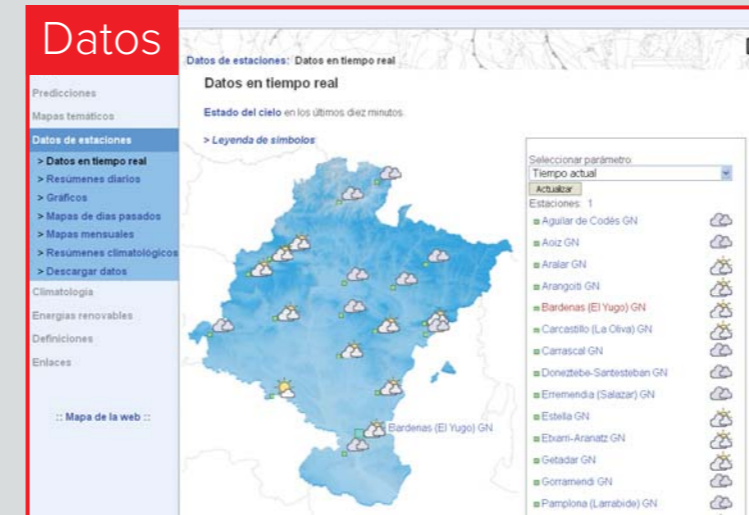 Datos
Datos de estaciones: Datos en tiempo real
Datos en tiempo real
Estado del cielo en los últimos diez minutos.
> Leyenda de símbolos
Predicciones
Mapas temáticos
Datos de estaciones
> Datos en tiempo real
> Resúmenes diarios
> Gráficos
> Mapas de días pasados
> Mapas mensuales
> Resúmenes climatológicos
> Descargar datos
Climatología
Energías renovables
Definiciones
Enlaces
:: Mapa de la web ::
Bardenas (El Yugo) GN
Seleccionar parámetro:
Tiempo actual
Actualizar
Estaciones: 1
Aguilar de Codés GN
Aoiz GN
Aralar GN
Arangoiti GN
Bardenas (El Yugo) GN
Carcastillo (La Oliva) GN
Carrascal GN
Doneztebe-Santesteban GN
Erremendia (Salazar) GN
Estella GN
Etxarri-Aranatz GN
Getadar GN
Gorramendi GN
Pamplona (Larrabide) GN